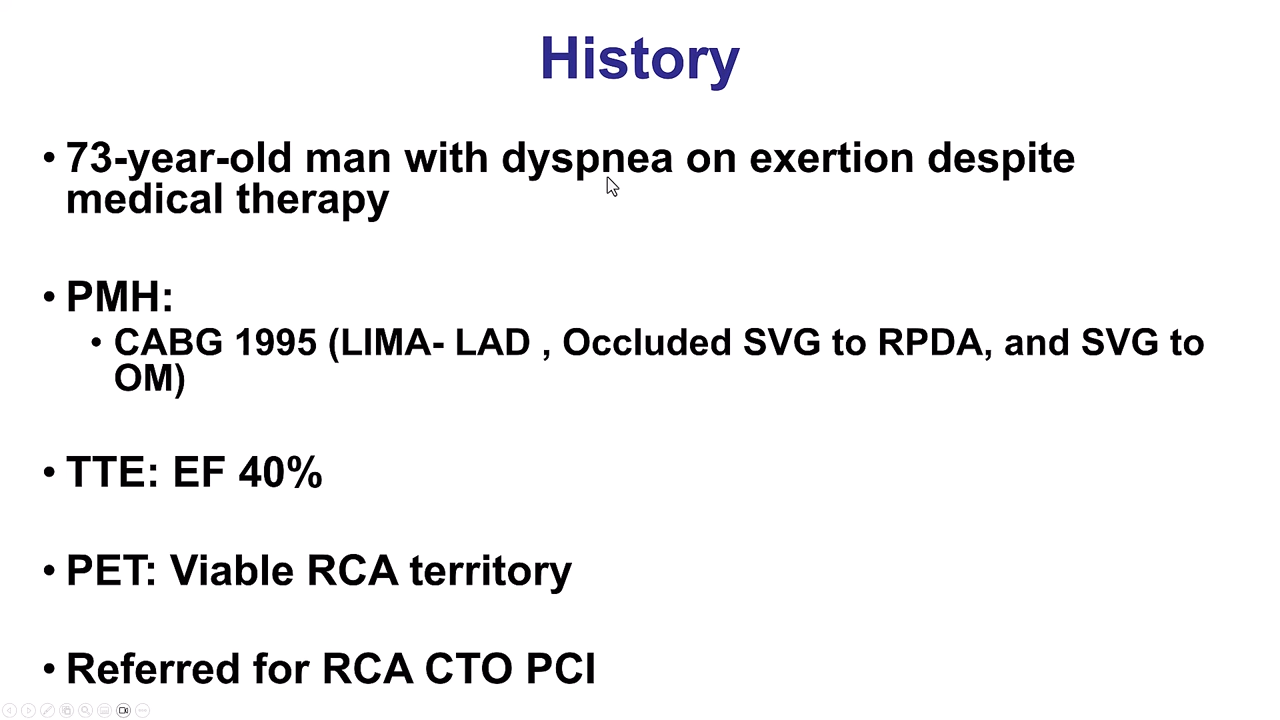 History
• 73-year-old man with dyspnea on exertion despite
medical therapy
• PMH:
• CABG 1995 (LIMA- LAD , Occluded SVG to RPDA, and SVG to
OM)
• TTE: EF 40%
• PET: Viable RCA territory
• Referred for RCA CTO PCI